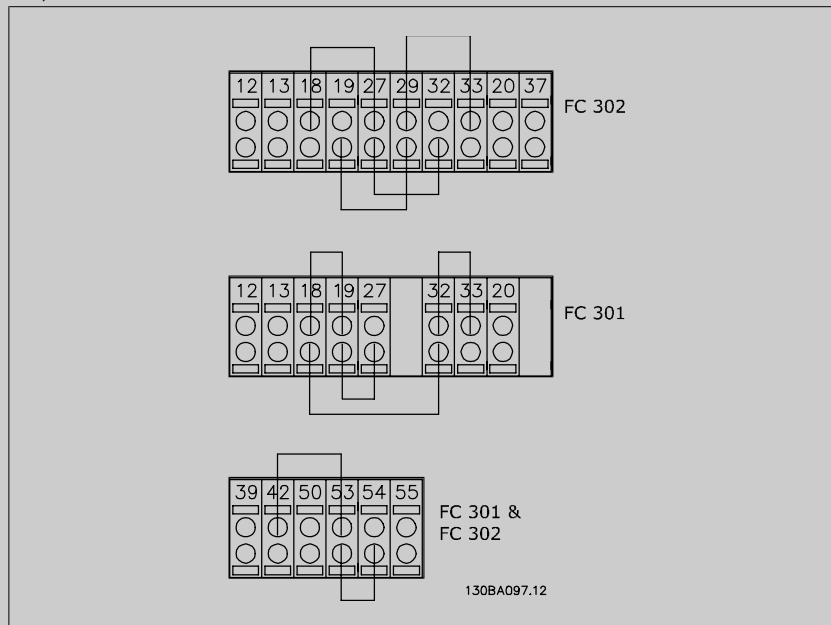 12 13 18 19 27 29 32 33 20 37
FC 302
12 13 18 19 27 32 33 20
FC 301
39 42 50 53 54 55
FC 301 &
FC 302
130BA097.12